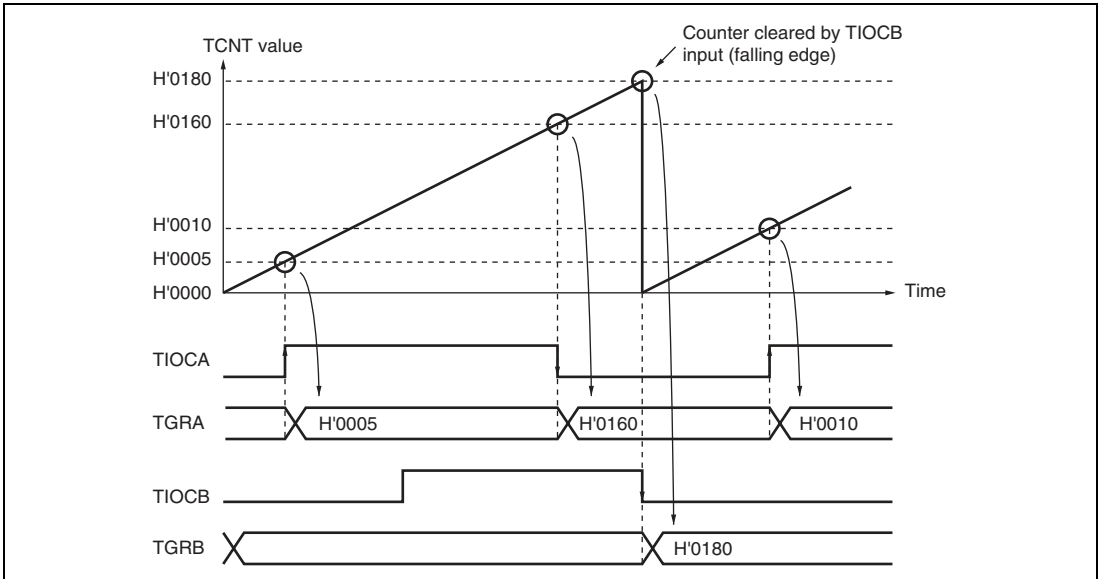 Counter cleared by TIOCB
input (falling edge)
TCNT value
H'0180
H'0160
H'0010
H'0005
H'0000
Time
TIOCA
TGRA
H'0005
H'0160
H'0010
TIOCB
TGRB
H'0180